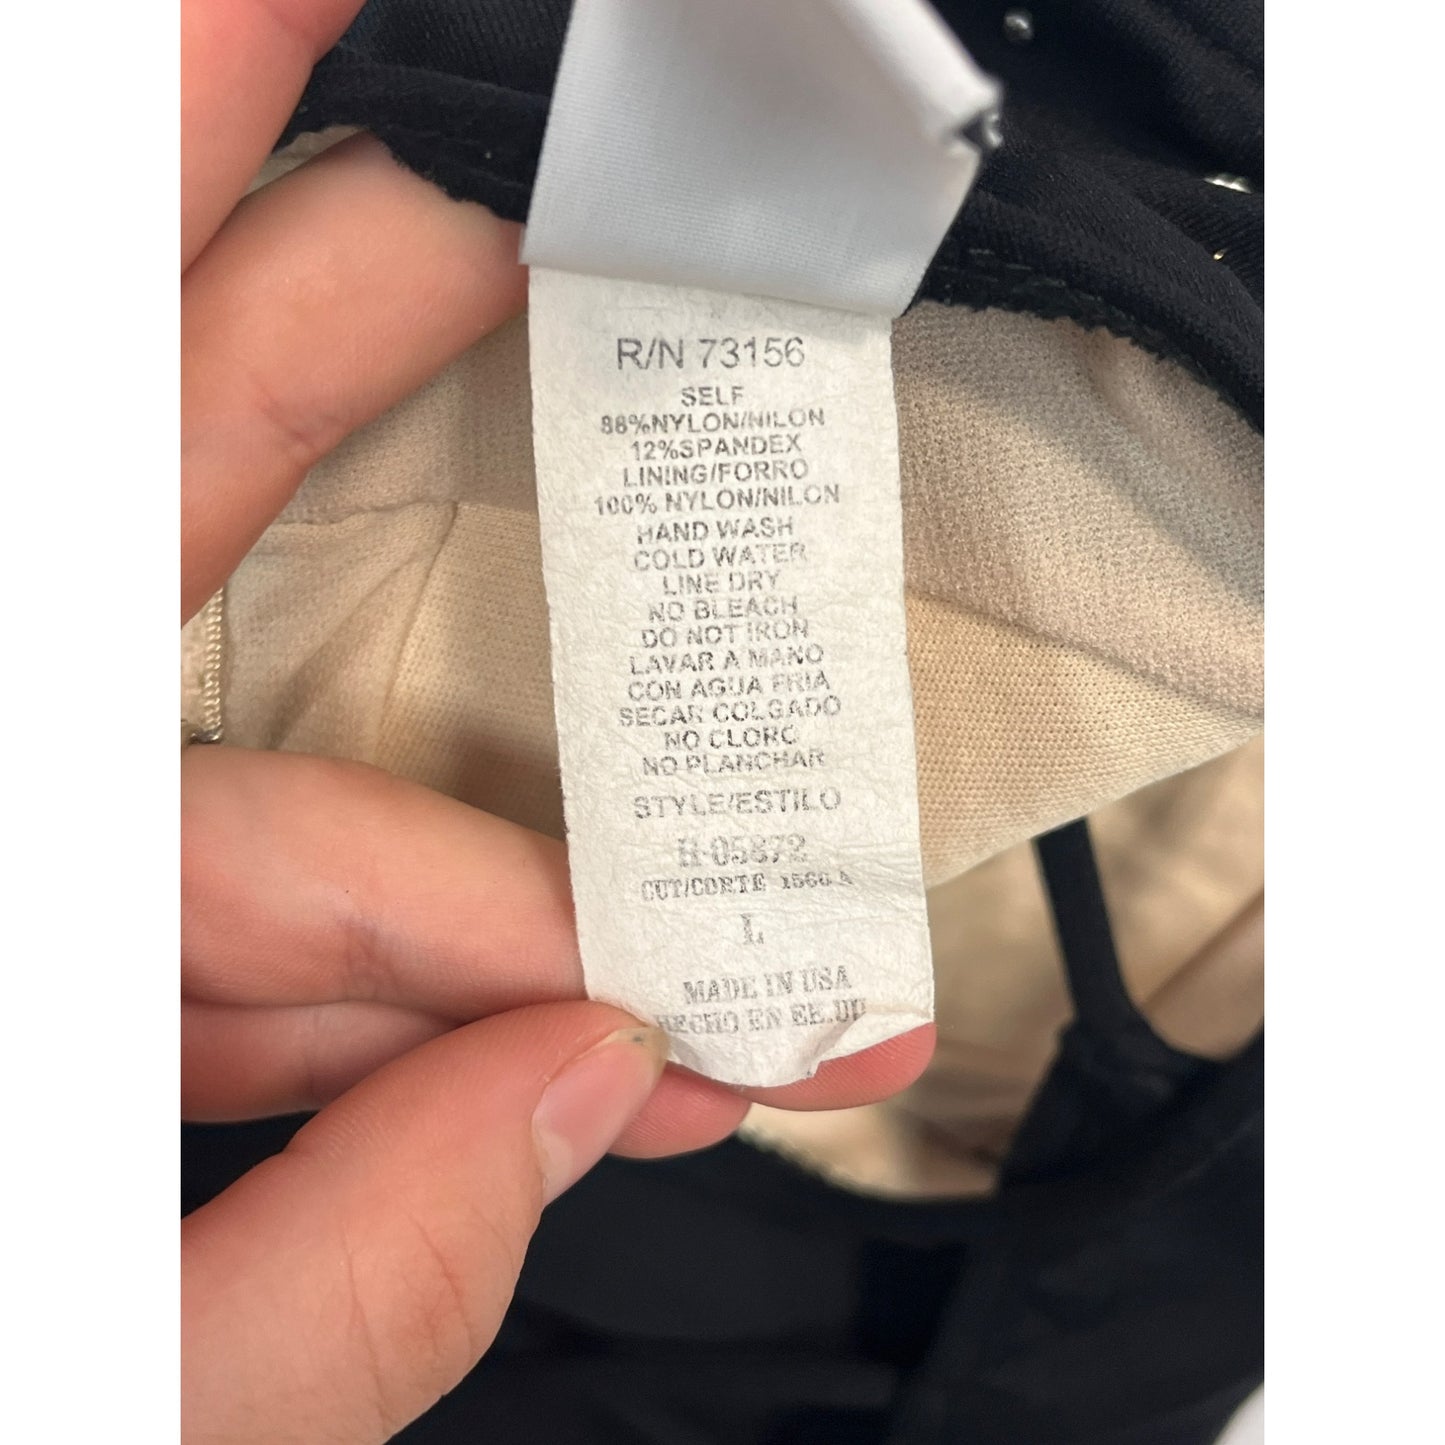 R/N 73156
SELF
88%NYLON/NILON
12%SPANDEX
LINING/FORRO
100% NYLON/NILON
HAND WASH
COLD WATER
LINE DRY
NO BLEACH
DO NOT IRON
LAVAR A MANO
CON AGUA FRIA
SECAR COLGADO
NO CLORO
NO PLANCHAR
STYLE/ESTILO
H-05872
CUT/CORTE 1566 A
L
MADE IN USA
HECHO EN EE.UU